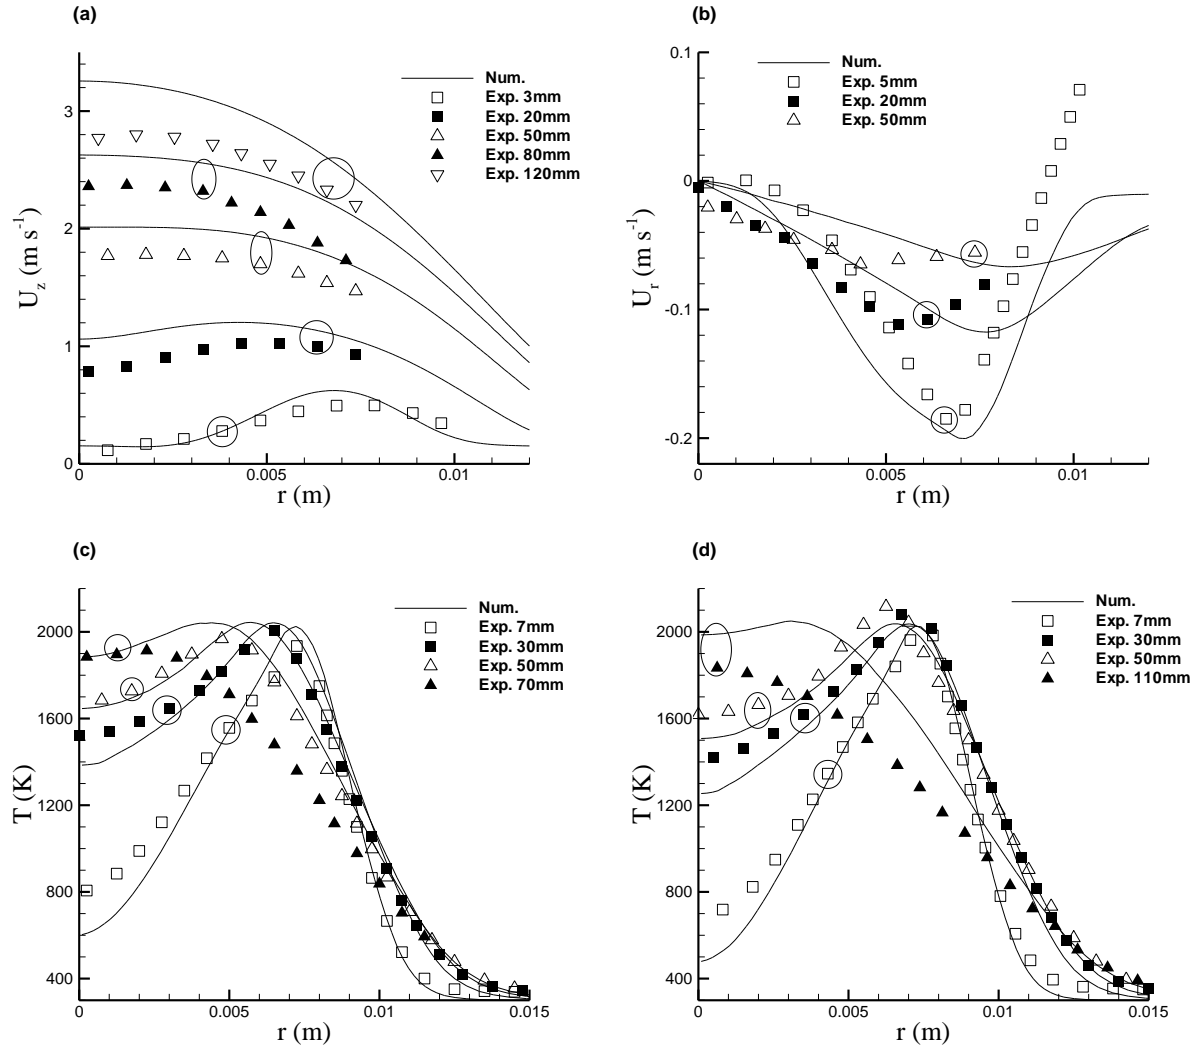 (a)
Num.
Exp. 3mm
Exp. 20mm
Exp. 50mm
Exp. 80mm
Exp. 120mm
3
2
1
0
U_z (m s^-1)
0
0.005
0.01
r (m)
(b)
Num.
Exp. 5mm
Exp. 20mm
Exp. 50mm
0.1
0
-0.1
-0.2
U_r (m s^-1)
0
0.005
0.01
r (m)
(c)
Num.
Exp. 7mm
Exp. 30mm
Exp. 50mm
Exp. 70mm
2000
1600
1200
800
400
T (K)
0
0.005
0.01
0.015
r (m)
(d)
Num.
Exp. 7mm
Exp. 30mm
Exp. 50mm
Exp. 110mm
2000
1600
1200
800
400
T (K)
0
0.005
0.01
0.015
r (m)